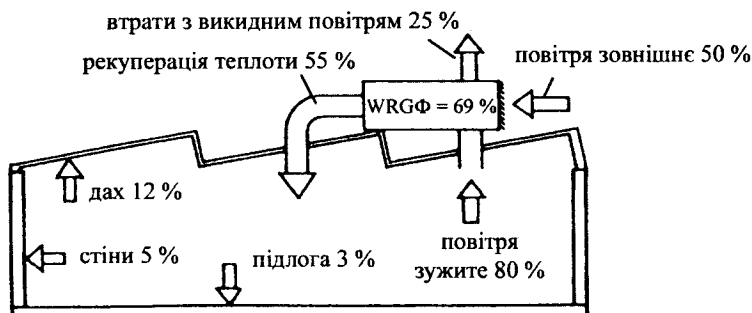 втрати з викидним повітрям 25 %
рекуперація теплоти 55 %
повітря зовнішнє 50 %
WRGФ = 69 %
дах 12 %
стіни 5 %
підлога 3 %
повітря
зужите 80 %